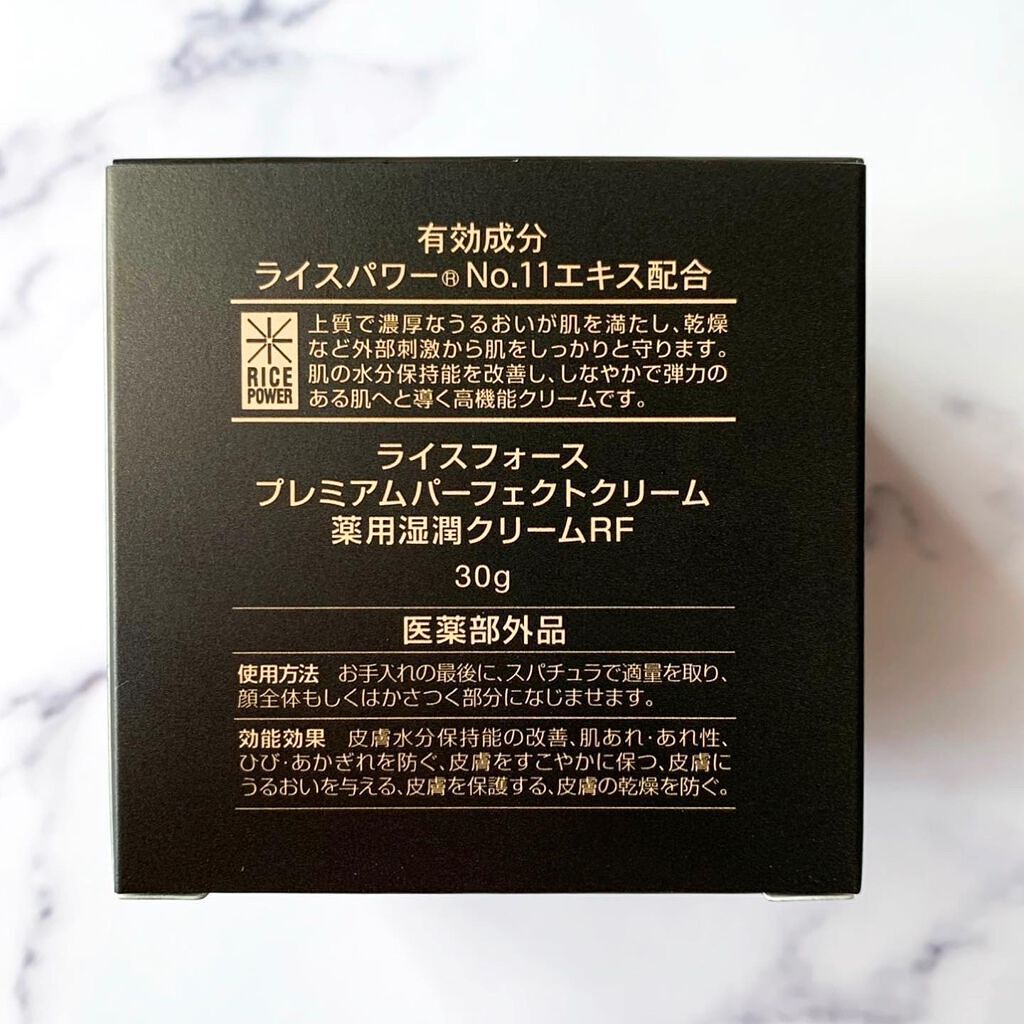 有効成分
ライスパワー®No.11エキス配合
上質で濃厚なうるおいが肌を満たし、乾燥
など外部刺激から肌をしっかりと守ります。
肌の水分保持能を改善し、しなやかで弾力の
ある肌へと導く高機能クリームです。
RICE
POWER
ライスフォース
プレミアムパーフェクトクリーム
薬用湿潤クリームRF
30g
医薬部外品
使用方法 お手入れの最後に、スパチュラで適量を取り、
顔全体もしくはかさつく部分になじませます。
効能効果 皮膚水分保持能の改善、肌あれ・あれ性、
ひび・あかぎれを防ぐ、皮膚をすこやかに保つ、皮膚に
うるおいを与える、皮膚を保護する、皮膚の乾燥を防ぐ。